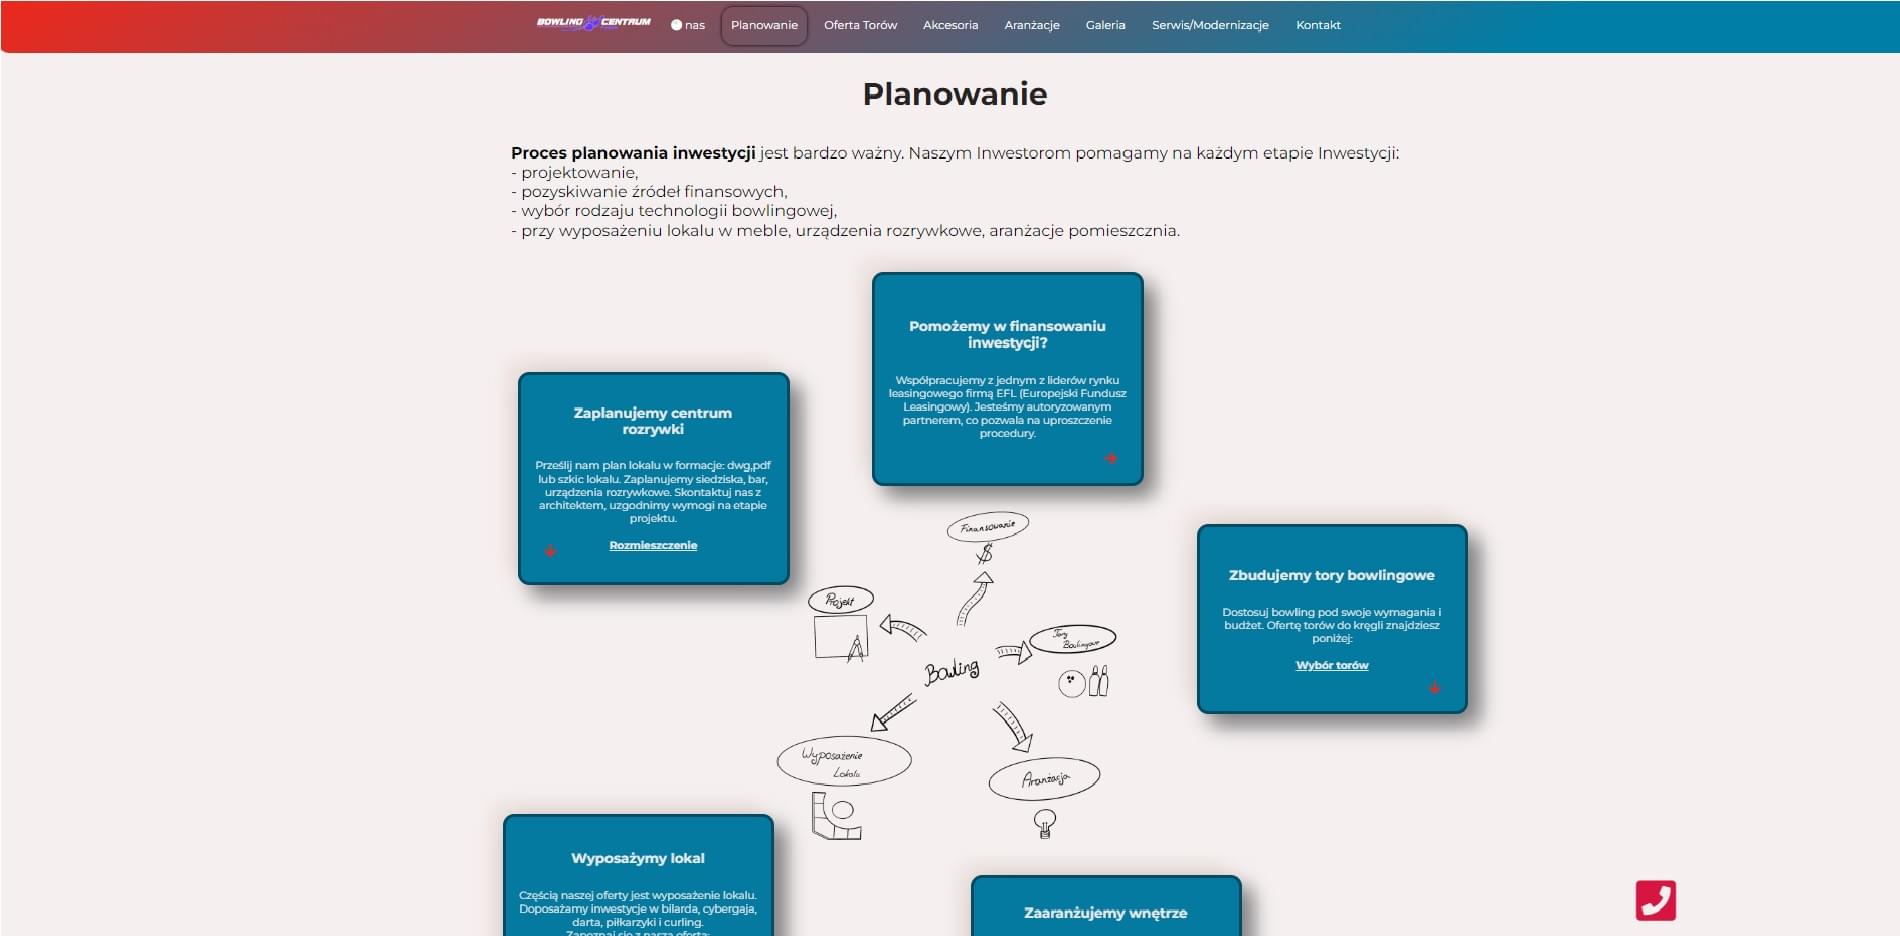 BOWLING CENTRUM
nas
Planowanie
Oferta Torów
Akcesoria
Aranżacje
Galeria
Serwis/Modernizacje
Kontakt
Planowanie
Proces planowania inwestycji jest bardzo ważny. Naszym Inwestorom pomagamy na każdym etapie Inwestycji:
- projektowanie,
- pozyskiwanie źródeł finansowych,
- wybór rodzaju technologii bowlingowej,
- przy wyposażeniu lokalu w meble, urządzenia rozrywkowe, aranżacje pomieszcznia.
Pomożemy w finansowaniu
inwestycji?
Współpracujemy z jednym z liderów rynku
leasingowego firmą EFL (Europejski Fundusz
Leasingowy). Jesteśmy autoryzowanym
partnerem, co pozwala na uproszczenie
procedury.
Zaplanujemy centrum
rozrywki
Prześlij nam plan lokalu w formacje: dwg,pdf
lub szkic lokalu. Zaplanujemy siedziska, bar,
urządzenia rozrywkowe. Skontaktuj nas z
architektem, uzgodnimy wymogi na etapie
projektu.
Rozmieszczenie
Zbudujemy tory bowlingowe
Dostosuj bowling pod swoje wymagania i
budżet. Ofertę torów do kręgli znajdziesz
poniżej:
Wybór torów
Finansowanie
$
Projekt
Tory
Bowlingowe
Bowling
Wyposażenie
Lokalu
Aranżacja
Wyposażymy lokal
Częścią naszej oferty jest wyposażenie lokalu.
Doposażamy inwestycje w bilarda, cybergaja,
darta, piłkarzyki i curling.
Zapoznaj się z naszą ofertą:
Zaaranżujemy wnętrze